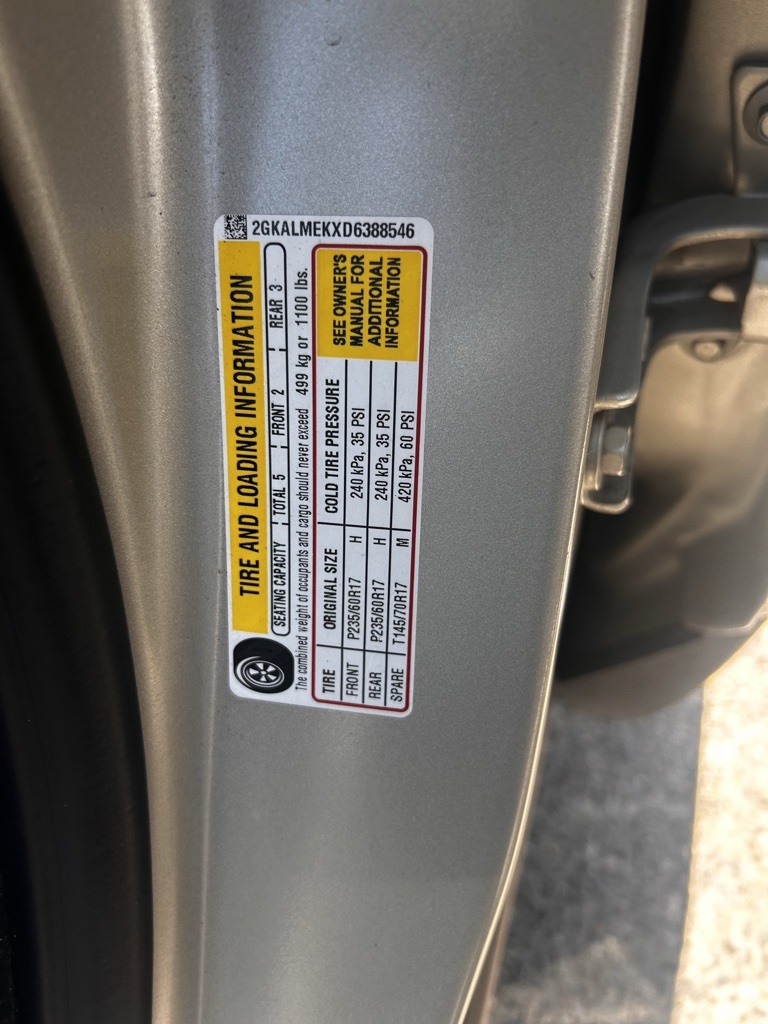 2GKALMEKXD6388546
TIRE AND LOADING INFORMATION
SEATING CAPACITY TOTAL 5 FRONT 2 REAR 3
The combined weight of occupants and cargo should never exceed 499 kg or 1100 lbs.
TIRE ORIGINAL SIZE COLD TIRE PRESSURE
FRONT P235/60R17 H 240 kPa, 35 PSI
REAR P235/60R17 H 240 kPa, 35 PSI
SPARE T145/70R17 M 420 kPa, 60 PSI
SEE OWNER'S
MANUAL FOR
ADDITIONAL
INFORMATION